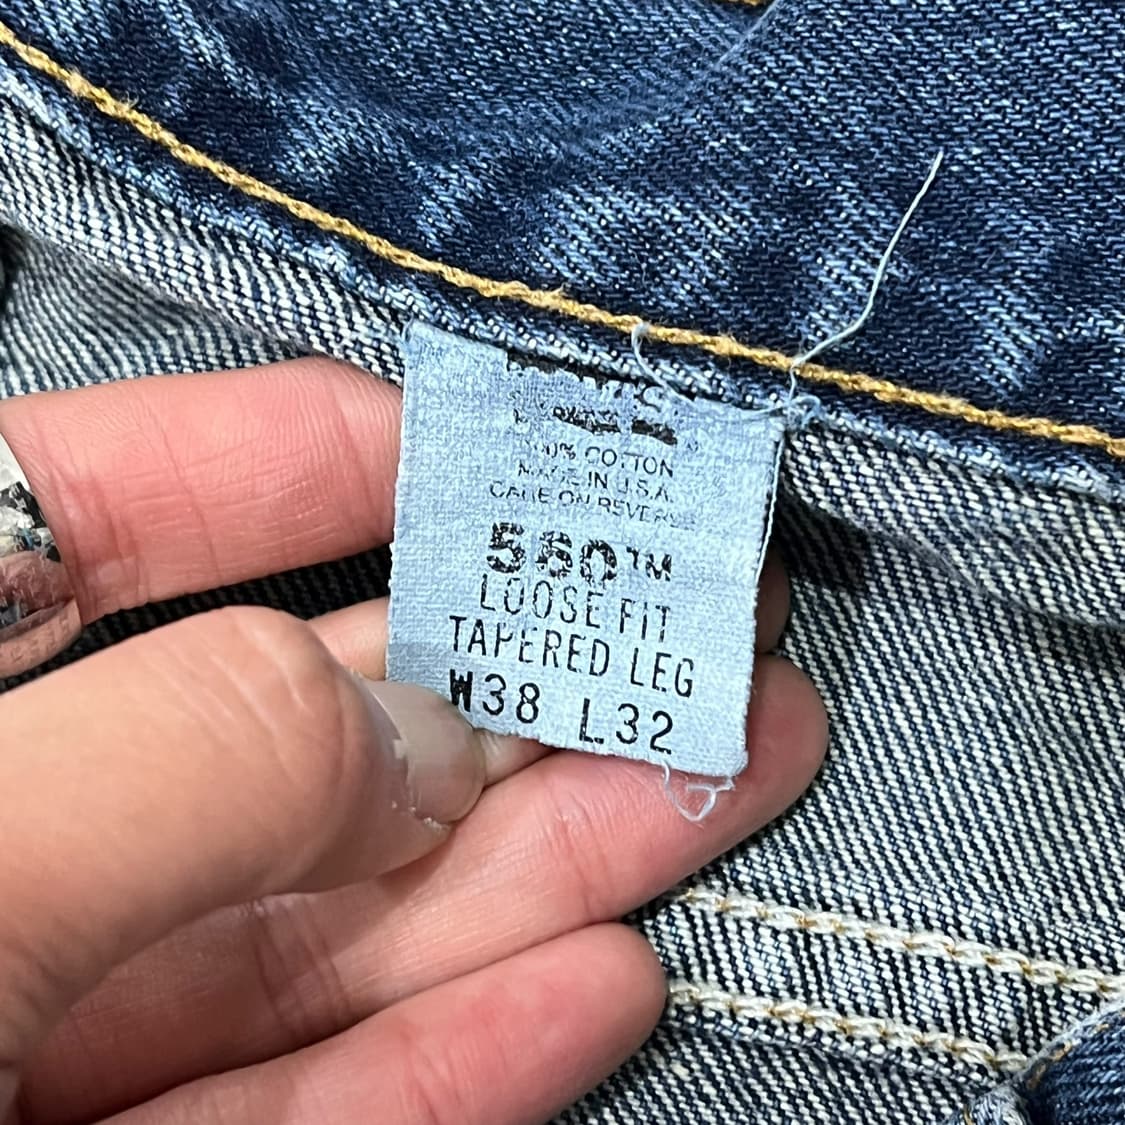 100% COTTON
MADE IN U.S.A.
CARE ON REVERSE
560™
LOOSE FIT
TAPERED LEG
W38 L32